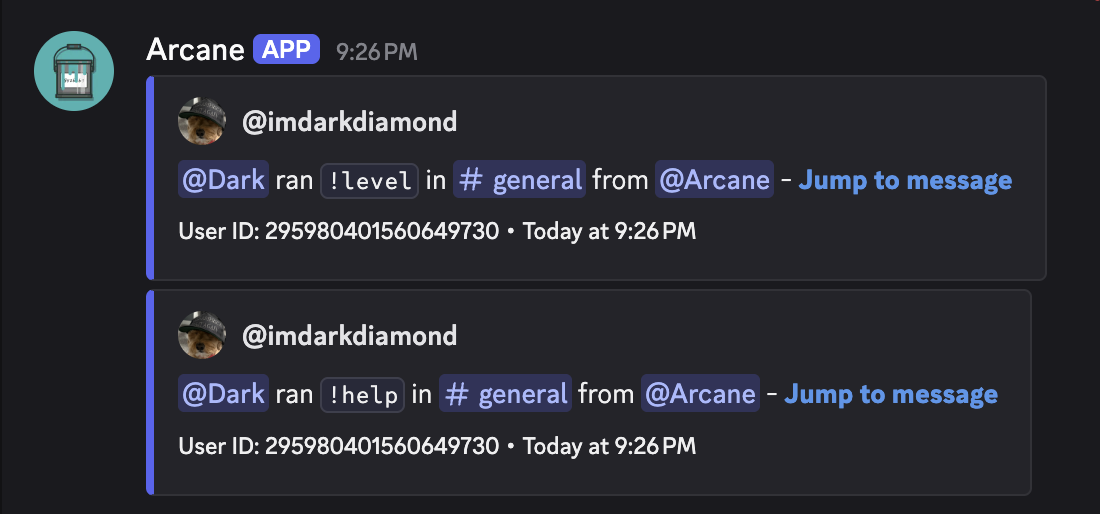 Arcane APP 9:26 PM
@imdarkdiamond
@Dark ran !level in # general from @Arcane - Jump to message
User ID: 295980401560649730 • Today at 9:26 PM
@imdarkdiamond
@Dark ran !help in # general from @Arcane - Jump to message
User ID: 295980401560649730 • Today at 9:26 PM